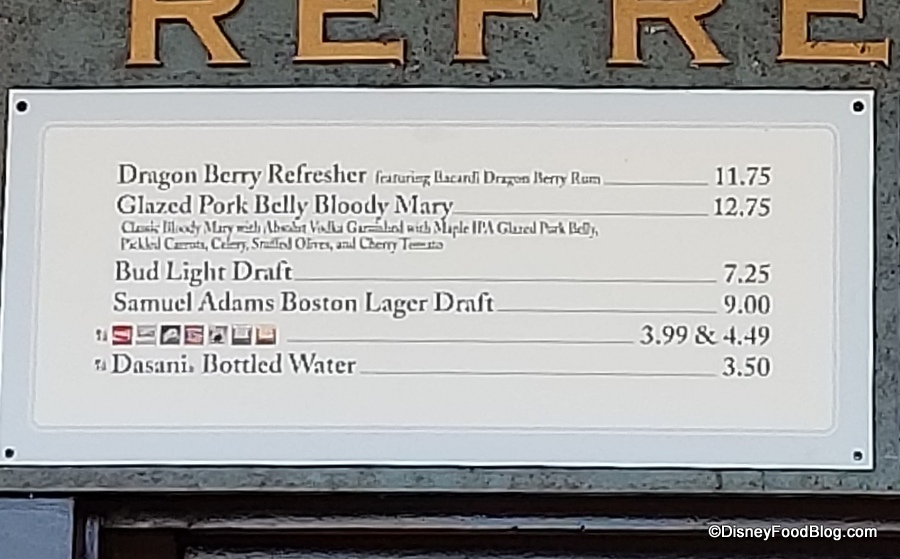 REFRE
Dragon Berry Refresher featuring Bacardi Dragon Berry Rum 11.75
Glazed Pork Belly Bloody Mary 12.75
Classic Bloody Mary with Absolut Vodka Garnished with Maple IPA Glazed Pork Belly,
Pickled Carrots, Celery, Stuffed Olives, and Cherry Tomato
Bud Light Draft 7.25
Samuel Adams Boston Lager Draft 9.00
3.99 & 4.49
Dasani® Bottled Water 3.50
©DisneyFoodBlog.com